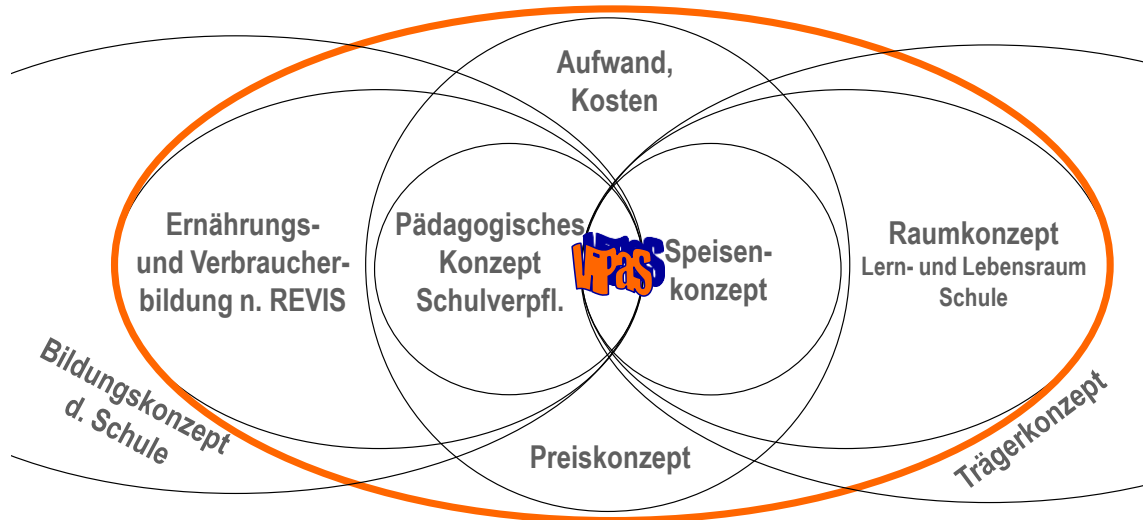 Aufwand,
Kosten
Ernährungs-
und Verbraucher-
bildung n. REVIS
Pädagogisches
Konzept
Schulverpfl.
ViPaS
Speisen-
konzept
Raumkonzept
Lern- und Lebensraum
Schule
Bildungskonzept
d. Schule
Preiskonzept
Trägerkonzept